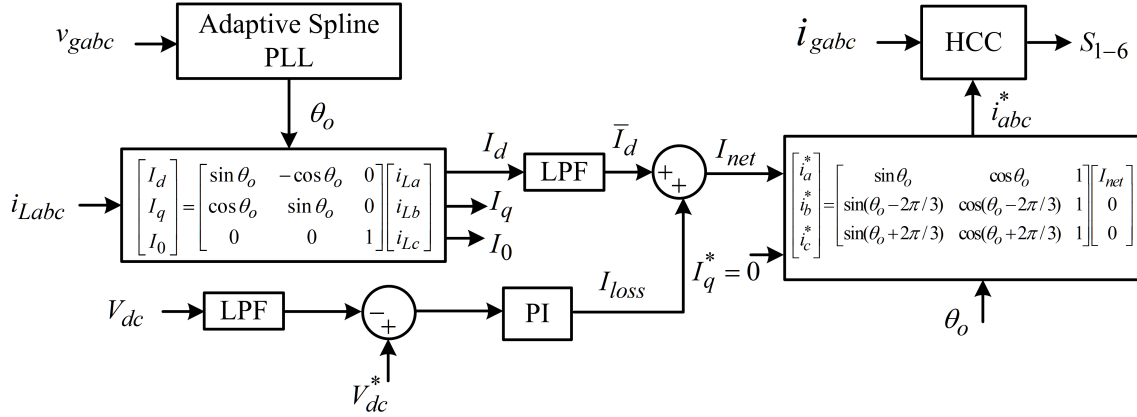 v_gabc
Adaptive Spline
PLL
θ_o
i_Labc
[I_d I_q I_0] = [sin θ_o −cos θ_o 0; cos θ_o sin θ_o 0; 0 0 1] [i_La i_Lb i_Lc]
I_d
I_q
I_0
LPF
Ī_d
+
+
I_net
V_dc
LPF
−
+
V_dc^*
PI
I_loss
I_q^* = 0
i_gabc
HCC
S_1−6
i_abc^*
[i_a^* i_b^* i_c^*] = [sin θ_o cos θ_o 1; sin(θ_o − 2π/3) cos(θ_o − 2π/3) 1; sin(θ_o + 2π/3) cos(θ_o + 2π/3) 1] [I_net 0 0]
θ_o